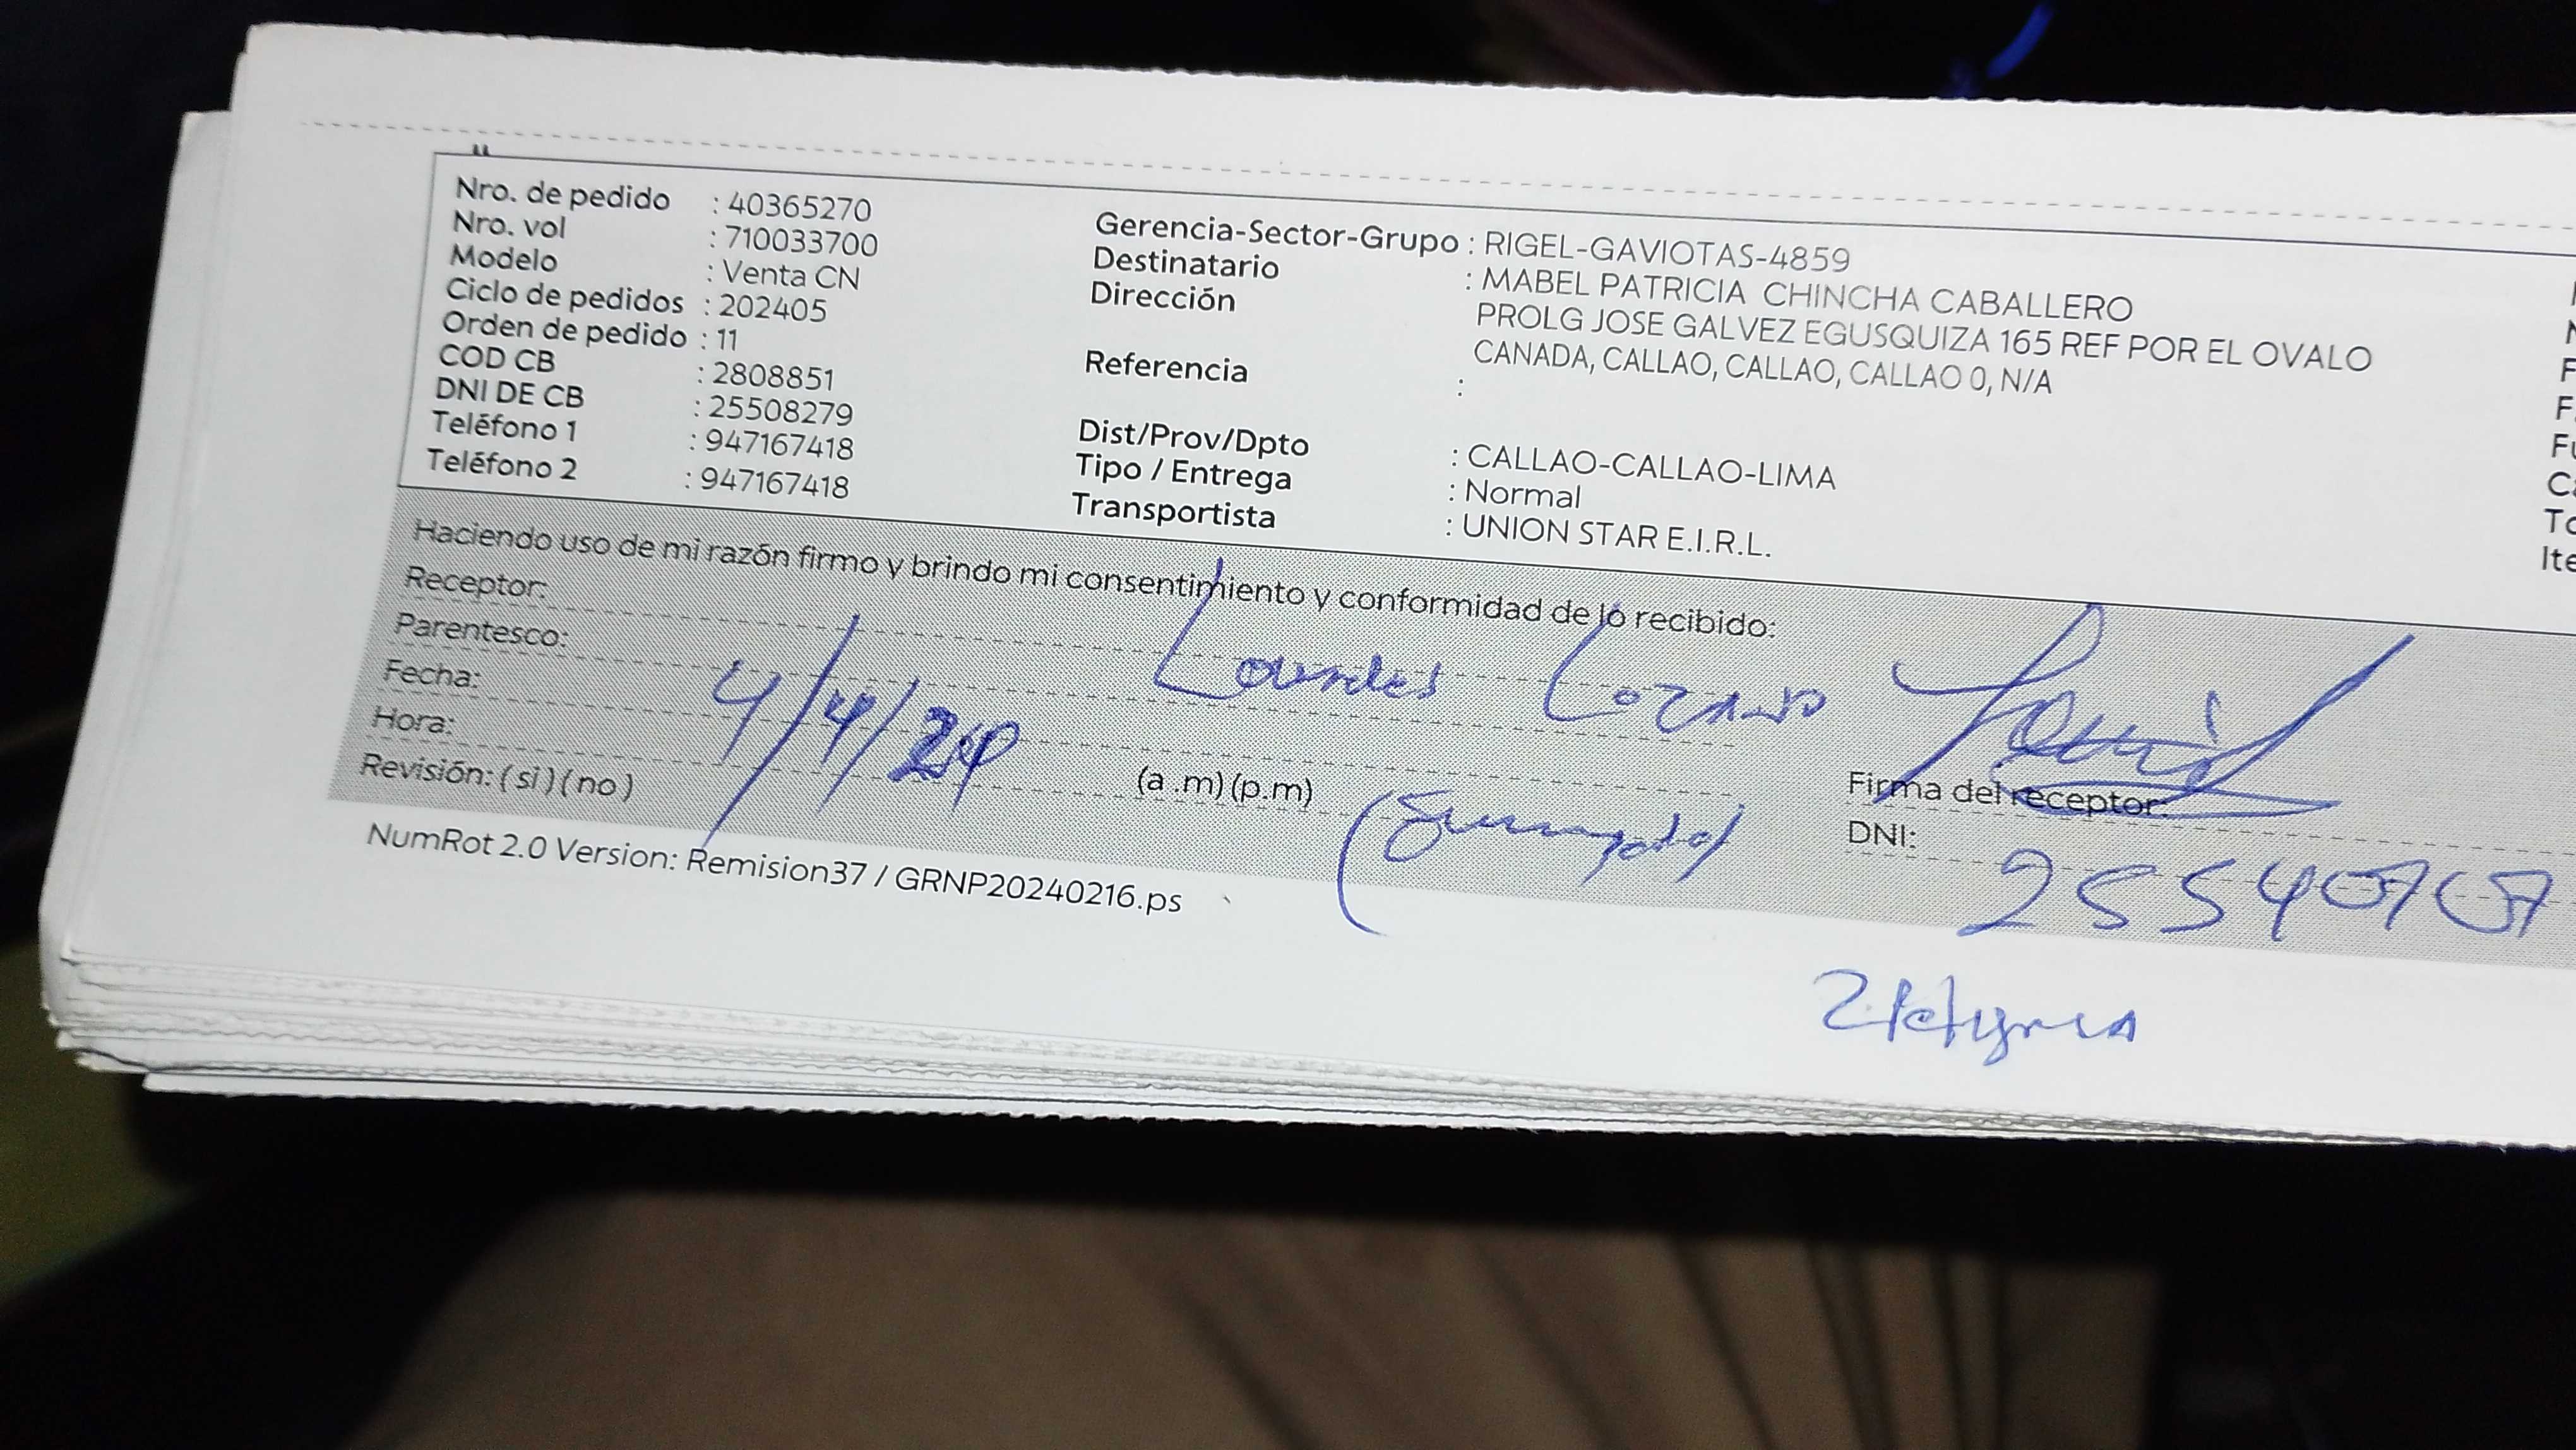 Nro. de pedido : 40365270
Nro. vol : 710033700
Modelo : Venta CN
Ciclo de pedidos : 202405
Orden de pedido : 11
COD CB : 2808851
DNI DE CB : 25508279
Teléfono 1 : 947167418
Teléfono 2 : 947167418
Gerencia-Sector-Grupo : RIGEL-GAVIOTAS-4859
Destinatario : MABEL PATRICIA CHINCHA CABALLERO
Dirección PROLG JOSE GALVEZ EGUSQUIZA 165 REF POR EL OVALO
CANADA, CALLAO, CALLAO, CALLAO 0, N/A
Referencia :
Dist/Prov/Dpto : CALLAO-CALLAO-LIMA
Tipo / Entrega : Normal
Transportista : UNION STAR E.I.R.L.
Haciendo uso de mi razón firmo y brindo mi consentimiento y conformidad de lo recibido:
Receptor:
Parentesco: Lourdes Lozano
Fecha: 4/4/24
Hora: (a .m) (p.m)
Revisión: ( si ) ( no )
Firma del receptor:
DNI:
NumRot 2.0 Version: Remision37 / GRNP20240216.ps